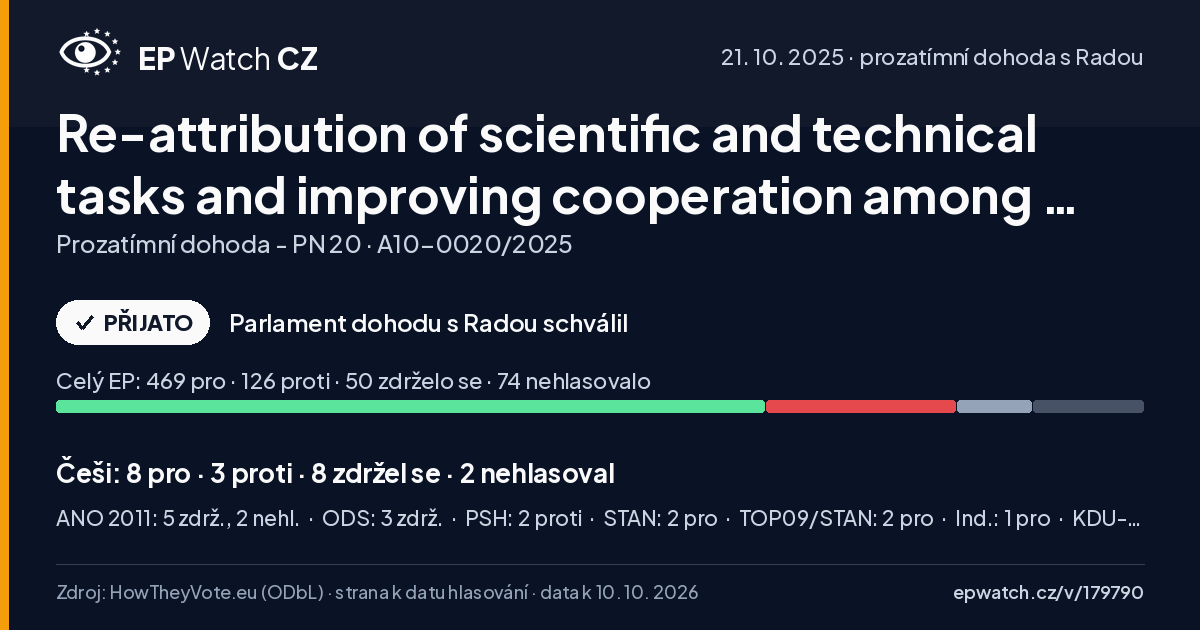 EP Watch CZ
21. 10. 2025 · prozatímní dohoda s Radou
Re-attribution of scientific and technical
tasks and improving cooperation among …
Prozatímní dohoda - PN 20 · A10-0020/2025
✓ PŘIJATO Parlament dohodu s Radou schválil
Celý EP: 469 pro · 126 proti · 50 zdrželo se · 74 nehlasovalo
Češi: 8 pro · 3 proti · 8 zdržel se · 2 nehlasoval
ANO 2011: 5 zdrž., 2 nehl. · ODS: 3 zdrž. · PSH: 2 proti · STAN: 2 pro · TOP09/STAN: 2 pro · Ind.: 1 pro · KDU-…
Zdroj: HowTheyVote.eu (ODbL) · strana k datu hlasování · data k 10. 10. 2026
epwatch.cz/v/179790